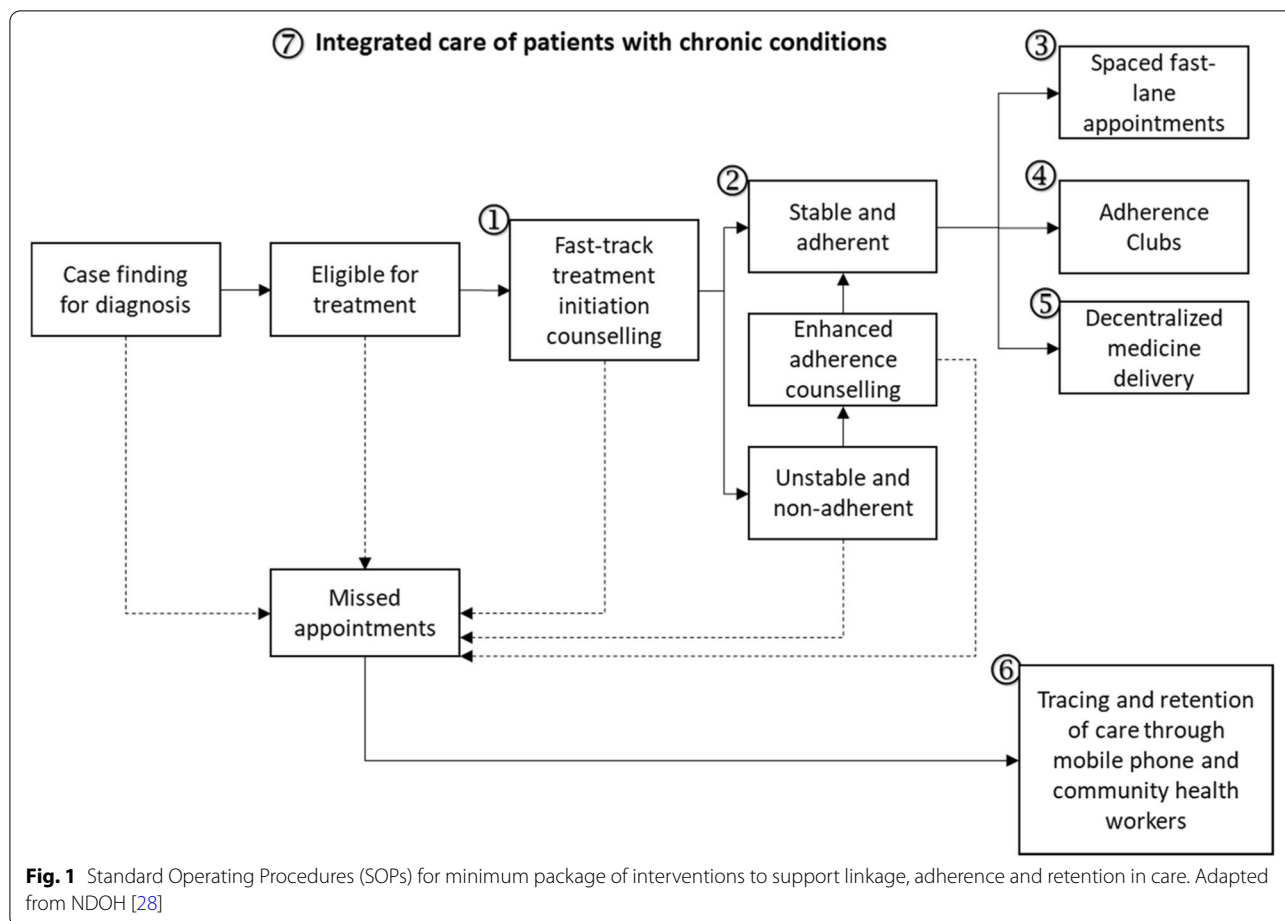 ⑦ Integrated care of patients with chronic conditions
③
Spaced fast-
lane
appointments
②
Stable and
adherent
④
Adherence
Clubs
①
Fast-track
treatment
initiation
counselling
Case finding
for diagnosis
Eligible for
treatment
⑤
Decentralized
medicine
delivery
Enhanced
adherence
counselling
Unstable and
non-adherent
Missed
appointments
⑥
Tracing and retention
of care through
mobile phone and
community health
workers
Fig. 1 Standard Operating Procedures (SOPs) for minimum package of interventions to support linkage, adherence and retention in care. Adapted
from NDOH [28]